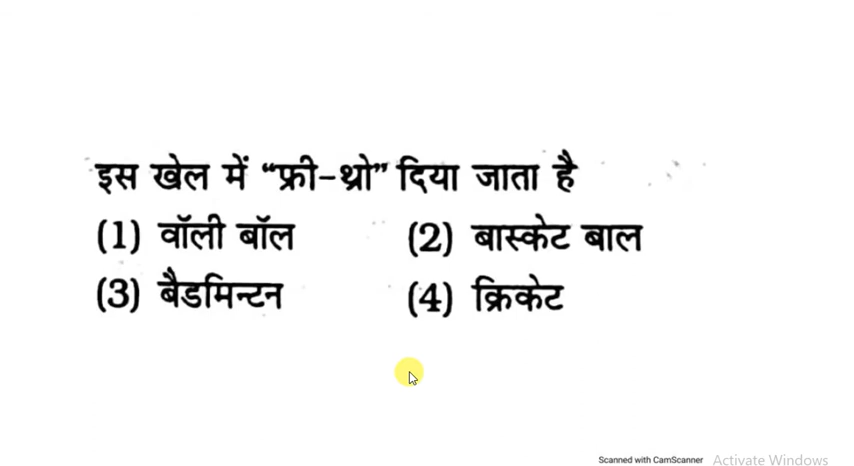 इस खेल में “फ्री-थ्रो” दिया जाता है
(1) वॉली बॉल (2) बास्केट बाल
(3) बैडमिन्टन (4) क्रिकेट
Scanned with CamScanner Activate Windows